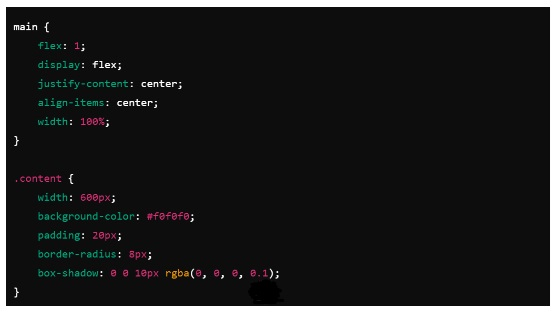 main {
flex: 1;
display: flex;
justify-content: center;
align-items: center;
width: 100%;
}
.content {
width: 600px;
background-color: #f0f0f0;
padding: 20px;
border-radius: 8px;
box-shadow: 0 0 10px rgba(0, 0, 0, 0.1);
}